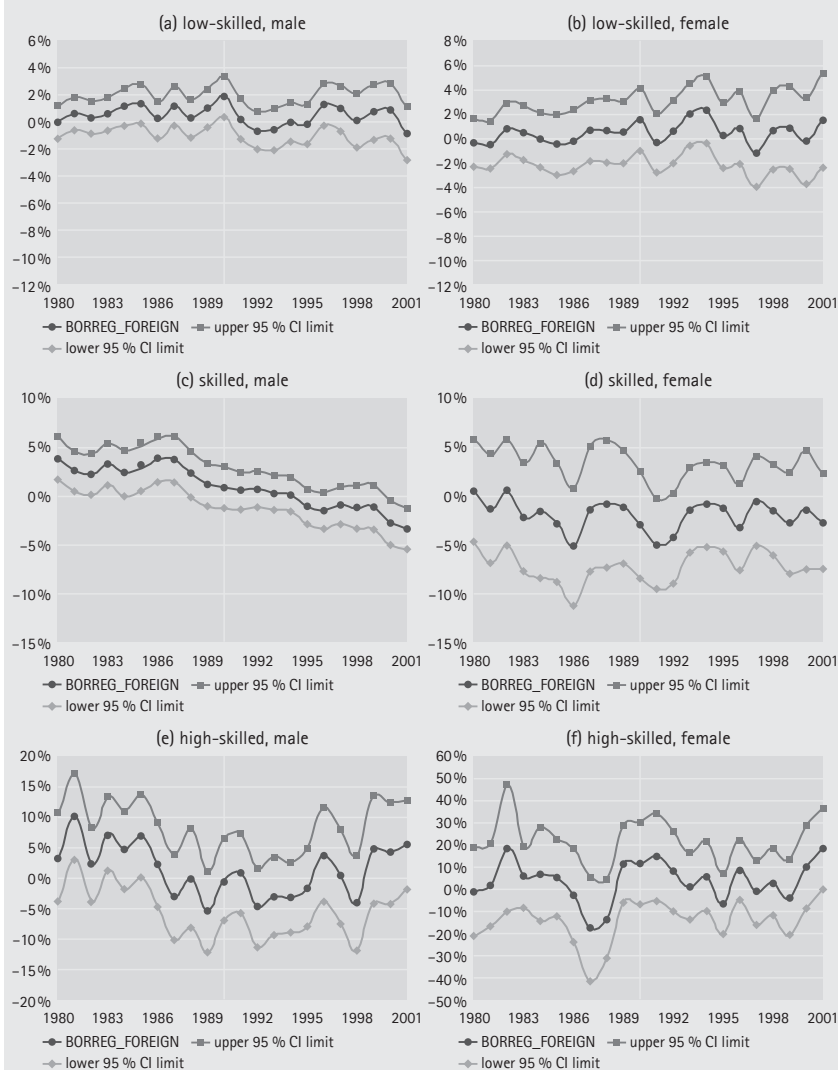 (a) low-skilled, male
6 %
4 %
2 %
0 %
−2 %
−4 %
−6 %
−8 %
−10 %
−12 %
1980 1983 1986 1989 1992 1995 1998 2001
BORREG_FOREIGN upper 95 % CI limit
lower 95 % CI limit
(b) low-skilled, female
8 %
6 %
4 %
2 %
0 %
−2 %
−4 %
−6 %
−8 %
−10 %
−12 %
1980 1983 1986 1989 1992 1995 1998 2001
BORREG_FOREIGN upper 95 % CI limit
lower 95 % CI limit
(c) skilled, male
10 %
5 %
0 %
−5 %
−10 %
−15 %
1980 1983 1986 1989 1992 1995 1998 2001
BORREG_FOREIGN upper 95 % CI limit
lower 95 % CI limit
(d) skilled, female
10 %
5 %
0 %
−5 %
−10 %
−15 %
1980 1983 1986 1989 1992 1995 1998 2001
BORREG_FOREIGN upper 95 % CI limit
lower 95 % CI limit
(e) high-skilled, male
20 %
15 %
10 %
5 %
0 %
−5 %
−10 %
−15 %
−20 %
1980 1983 1986 1989 1992 1995 1998 2001
BORREG_FOREIGN upper 95 % CI limit
lower 95 % CI limit
(f) high-skilled, female
60 %
50 %
40 %
30 %
20 %
10 %
0 %
−10 %
−20 %
−30 %
−40 %
−50 %
1980 1983 1986 1989 1992 1995 1998 2001
BORREG_FOREIGN upper 95 % CI limit
lower 95 % CI limit